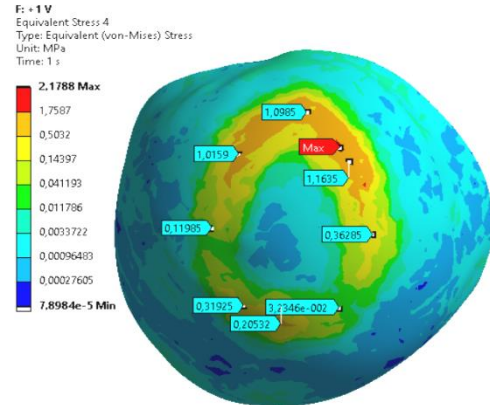 F: +1 V
Equivalent Stress 4
Type: Equivalent (von-Mises) Stress
Unit: MPa
Time: 1 s
2,1788 Max
1,7587
0,5032
0,14397
0,041193
0,011786
0,0033722
0,00096483
0,00027605
7,8984e-5 Min
1,0985
Max
1,0159
1,1635
0,11985
0,36285
0,31925
3,2346e-002
0,20532